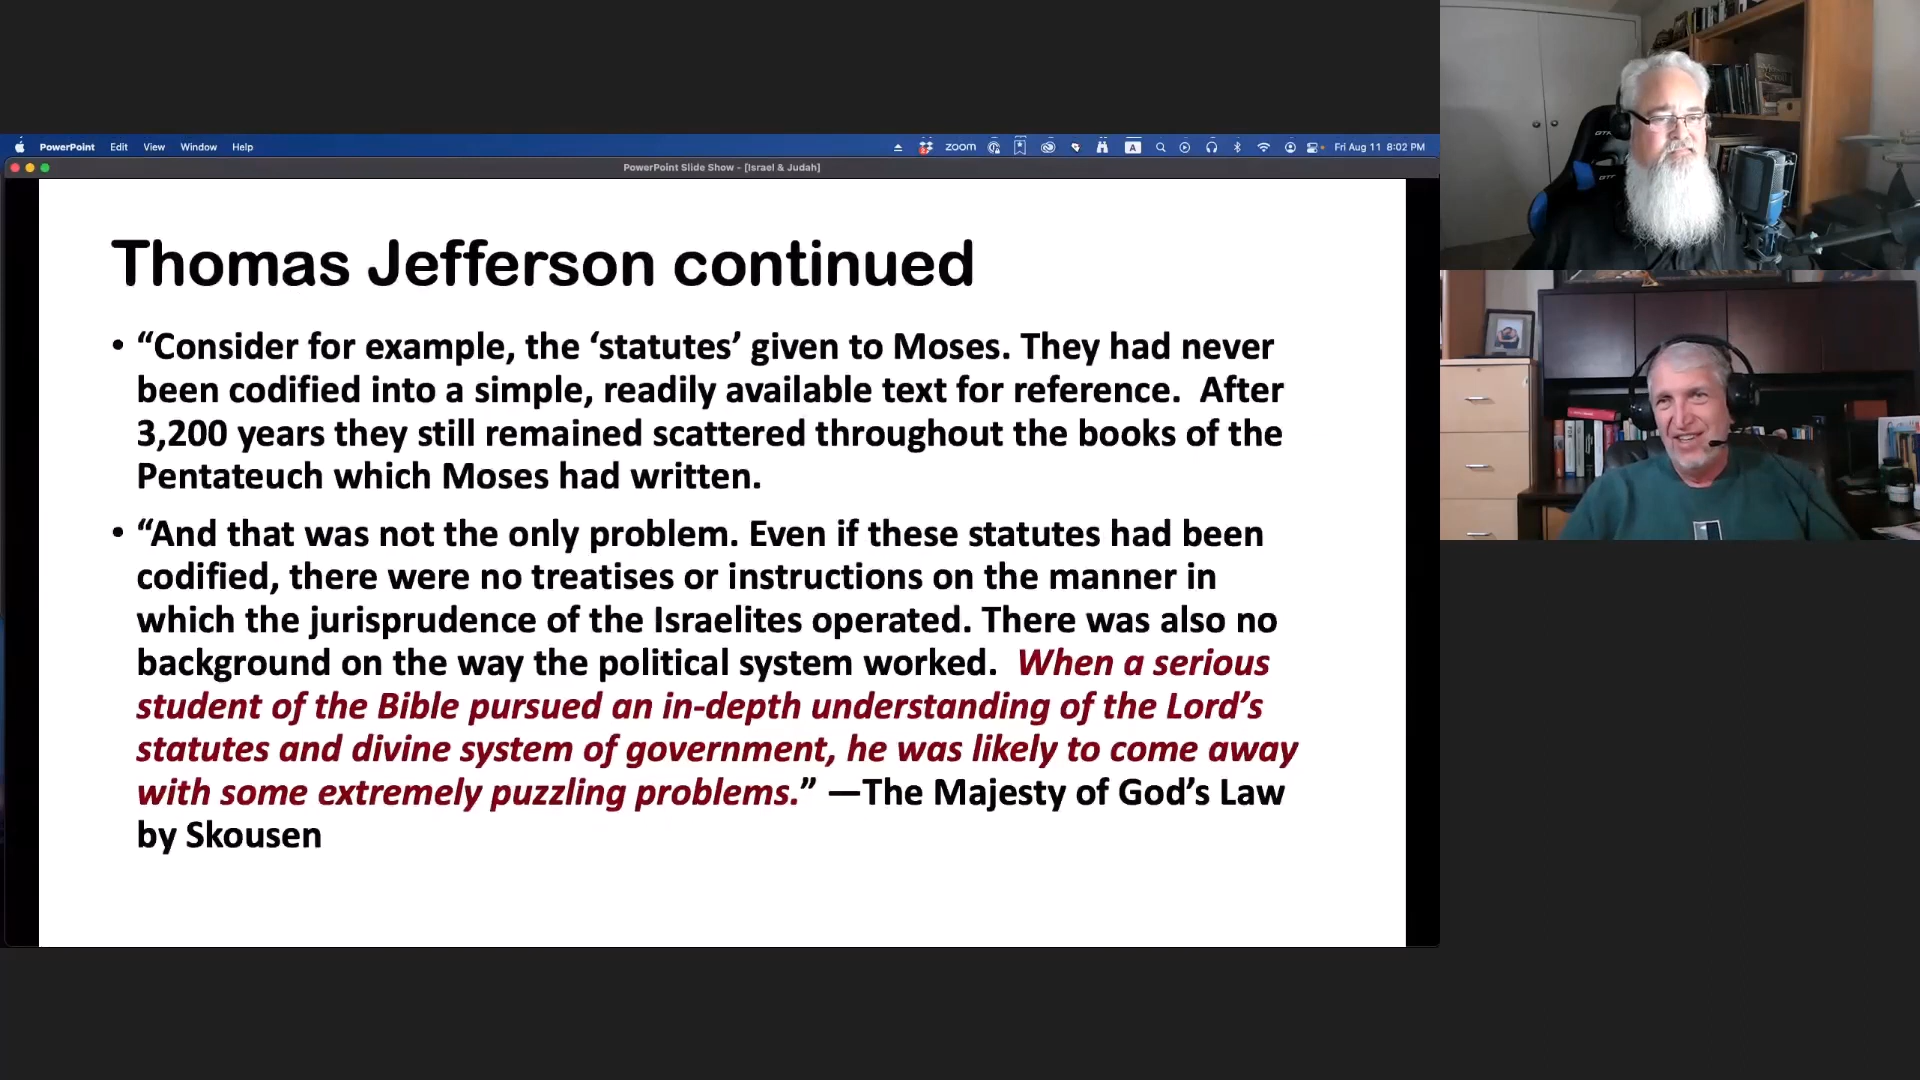 PowerPoint Edit View Window Help
zoom A Fri Aug 11 8:02 PM
PowerPoint Slide Show - [Israel & Judah]
Thomas Jefferson continued
• “Consider for example, the ‘statutes’ given to Moses. They had never
been codified into a simple, readily available text for reference. After
3,200 years they still remained scattered throughout the books of the
Pentateuch which Moses had written.
• “And that was not the only problem. Even if these statutes had been
codified, there were no treatises or instructions on the manner in
which the jurisprudence of the Israelites operated. There was also no
background on the way the political system worked. When a serious
student of the Bible pursued an in-depth understanding of the Lord’s
statutes and divine system of government, he was likely to come away
with some extremely puzzling problems.” —The Majesty of God’s Law
by Skousen